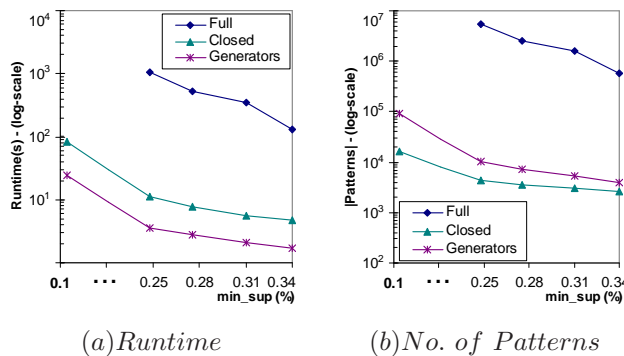 10^4
10^3
10^2
10^1
Runtime(s) - (log-scale)
Full
Closed
Generators
0.1
...
0.25
0.28
0.31
0.34
min_sup (%)
(a)Runtime
10^7
10^6
10^5
10^4
10^3
10^2
|Patterns| - (log-scale)
Full
Closed
Generators
0.1
...
0.25
0.28
0.31
0.34
min_sup (%)
(b)No. of Patterns